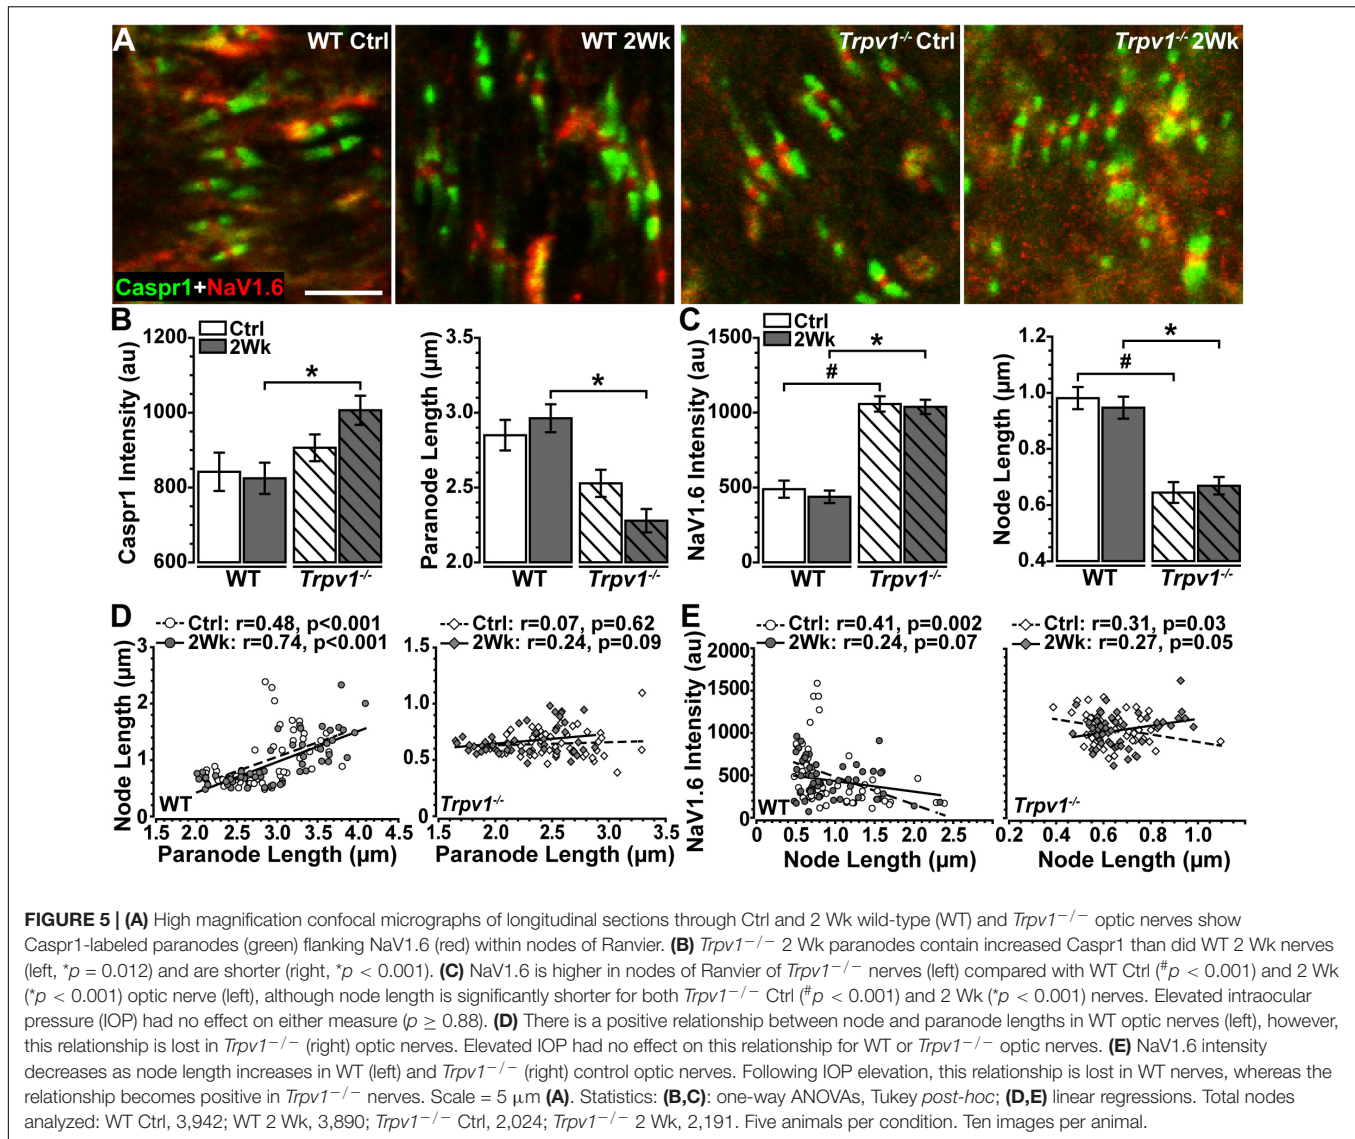 A
WT Ctrl
WT 2Wk
Trpv1-/- Ctrl
Trpv1-/- 2Wk
Caspr1+NaV1.6
B
Ctrl
2Wk
Caspr1 Intensity (au)
1200
1000
800
600
*
WT
Trpv1-/-
Paranode Length (µm)
3.5
3.0
2.5
2.0
*
WT
Trpv1-/-
C
Ctrl
2Wk
NaV1.6 Intensity (au)
1500
1000
500
0
*
#
WT
Trpv1-/-
Node Length (µm)
1.2
1.0
0.8
0.6
0.4
*
#
WT
Trpv1-/-
D
Ctrl: r=0.48, p<0.001
2Wk: r=0.74, p<0.001
Node Length (µm)
3
2
1
0
WT
1.5 2.0 2.5 3.0 3.5 4.0 4.5
Paranode Length (µm)
Ctrl: r=0.07, p=0.62
2Wk: r=0.24, p=0.09
1.5
1.0
0.5
0
Trpv1-/-
1.5 2.0 2.5 3.0 3.5
Paranode Length (µm)
E
Ctrl: r=0.41, p=0.002
2Wk: r=0.24, p=0.07
NaV1.6 Intensity (au)
2000
1500
1000
500
0
WT
0 0.5 1.0 1.5 2.0 2.5 3.0
Node Length (µm)
Ctrl: r=0.31, p=0.03
2Wk: r=0.27, p=0.05
Trpv1-/-
0.2 0.4 0.6 0.8 1.0 1.2
Node Length (µm)
FIGURE 5 | (A) High magnification confocal micrographs of longitudinal sections through Ctrl and 2 Wk wild-type (WT) and Trpv1−/− optic nerves show
Caspr1-labeled paranodes (green) flanking NaV1.6 (red) within nodes of Ranvier. (B) Trpv1−/− 2 Wk paranodes contain increased Caspr1 than did WT 2 Wk nerves
(left, *p = 0.012) and are shorter (right, *p < 0.001). (C) NaV1.6 is higher in nodes of Ranvier of Trpv1−/− nerves (left) compared with WT Ctrl (#p < 0.001) and 2 Wk
(*p < 0.001) optic nerve (left), although node length is significantly shorter for both Trpv1−/− Ctrl (#p < 0.001) and 2 Wk (*p < 0.001) nerves. Elevated intraocular
pressure (IOP) had no effect on either measure (p ≥ 0.88). (D) There is a positive relationship between node and paranode lengths in WT optic nerves (left), however,
this relationship is lost in Trpv1−/− (right) optic nerves. Elevated IOP had no effect on this relationship for WT or Trpv1−/− optic nerves. (E) NaV1.6 intensity
decreases as node length increases in WT (left) and Trpv1−/− (right) control optic nerves. Following IOP elevation, this relationship is lost in WT nerves, whereas the
relationship becomes positive in Trpv1−/− nerves. Scale = 5 µm (A). Statistics: (B,C): one-way ANOVAs, Tukey post-hoc; (D,E) linear regressions. Total nodes
analyzed: WT Ctrl, 3,942; WT 2 Wk, 3,890; Trpv1−/− Ctrl, 2,024; Trpv1−/− 2 Wk, 2,191. Five animals per condition. Ten images per animal.